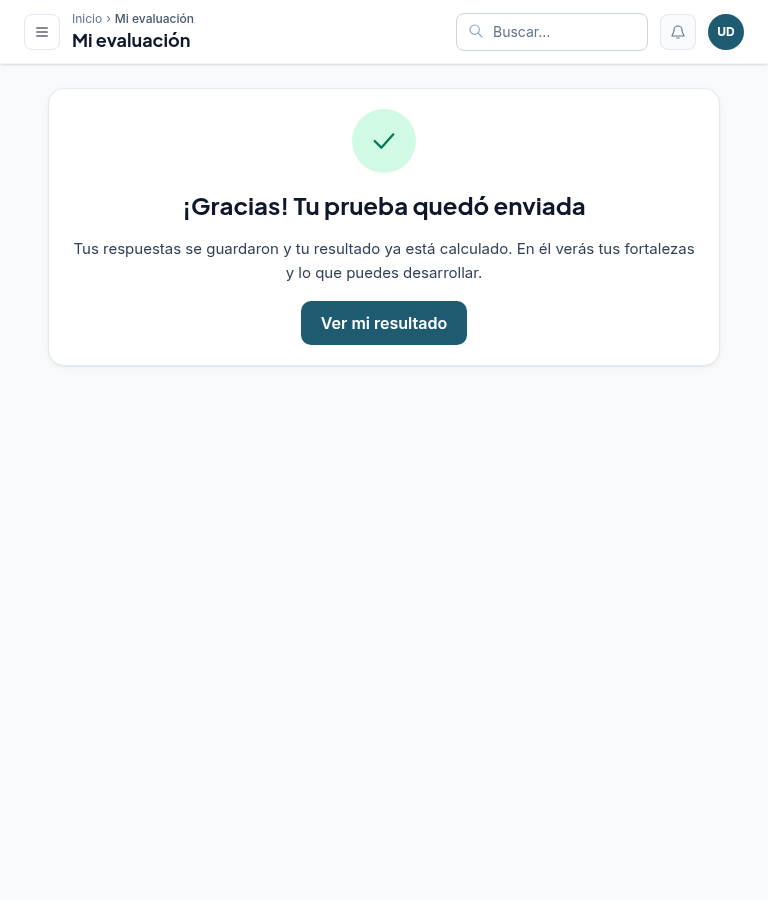 Inicio › Mi evaluación
Mi evaluación
Buscar...
UD
¡Gracias! Tu prueba quedó enviada
Tus respuestas se guardaron y tu resultado ya está calculado. En él verás tus fortalezas
y lo que puedes desarrollar.
Ver mi resultado